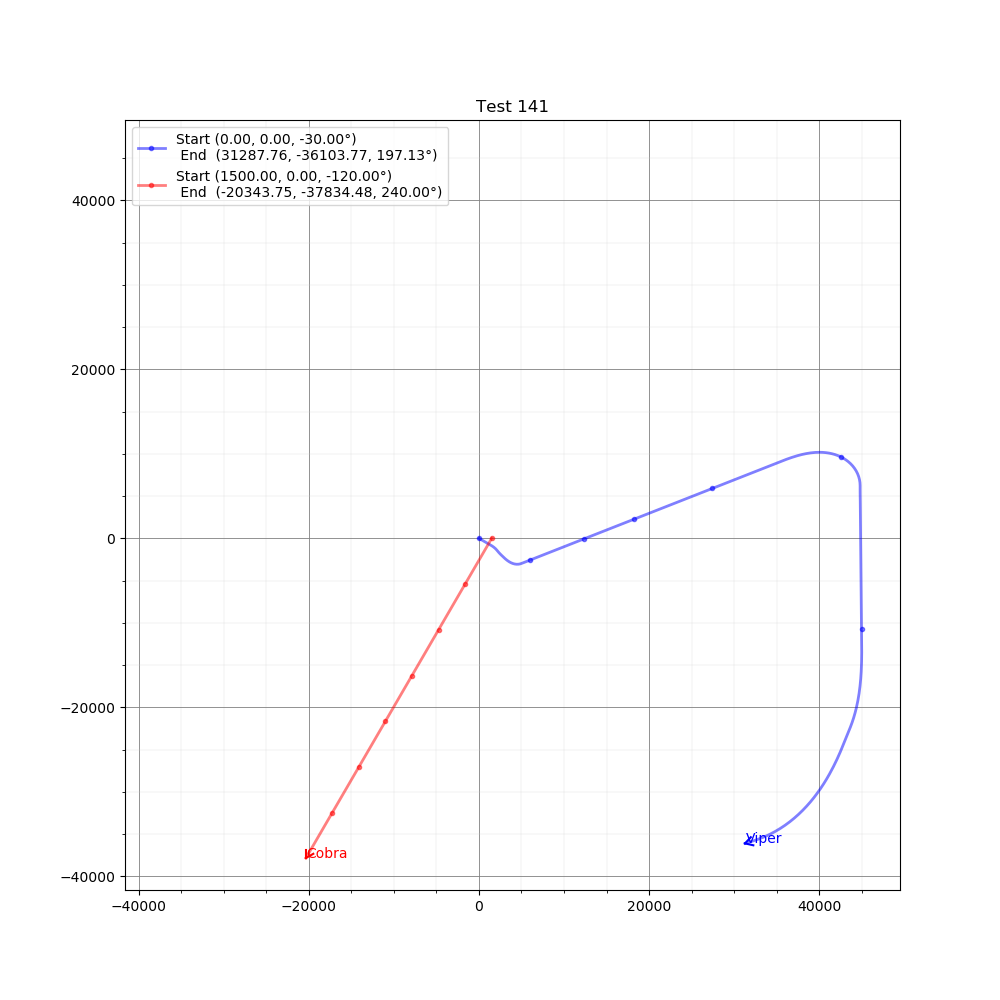 Test 141
Start (0.00, 0.00, -30.00°)
End (31287.76, -36103.77, 197.13°)
Start (1500.00, 0.00, -120.00°)
End (-20343.75, -37834.48, 240.00°)
40000
20000
0
−20000
−40000
Viper
Cobra
−40000 −20000 0 20000 40000